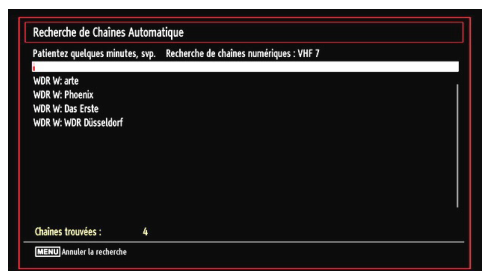 Recherche de Chaines Automatique
Patientez quelques minutes, svp. Recherche de chaînes numériques : VHF 7
WDR W: arte
WDR W: Phoenix
WDR W: Das Erste
WDR W: WDR Düsseldorf
Chaînes trouvées : 4
MENU Annuler la recherche